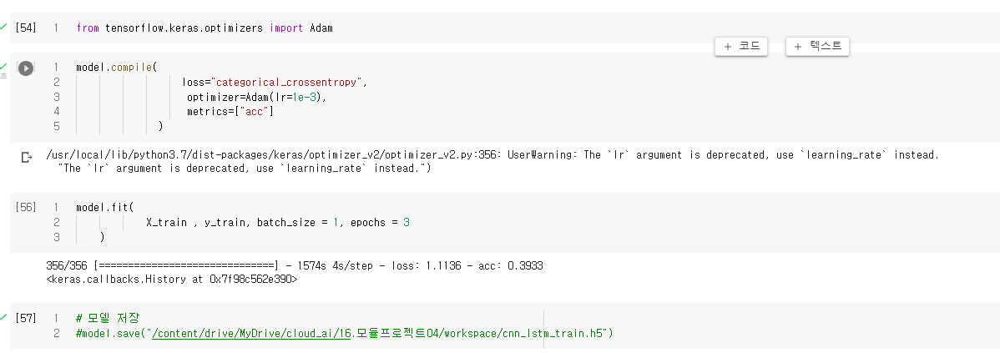 [54] 1 from tensorflow.keras.optimizers import Adam
+ 코드 + 텍스트
초
1 model.compile(
2 loss="categorical_crossentropy",
3 optimizer=Adam(lr=1e-3),
4 metrics=["acc"]
5 )
/usr/local/lib/python3.7/dist-packages/keras/optimizer_v2/optimizer_v2.py:356: UserWarning: The `lr` argument is deprecated, use `learning_rate` instead.
"The `lr` argument is deprecated, use `learning_rate` instead.")
[56] 1 model.fit(
2 X_train , y_train, batch_size = 1, epochs = 3
3 )
356/356 [==============================] - 1574s 4s/step - loss: 1.1136 - acc: 0.3933
<keras.callbacks.History at 0x7f98c562e390>
[57] 1 # 모델 저장
2 #model.save("/content/drive/MyDrive/cloud_ai/16.모듈프로젝트04/workspace/cnn_lstm_train.h5")